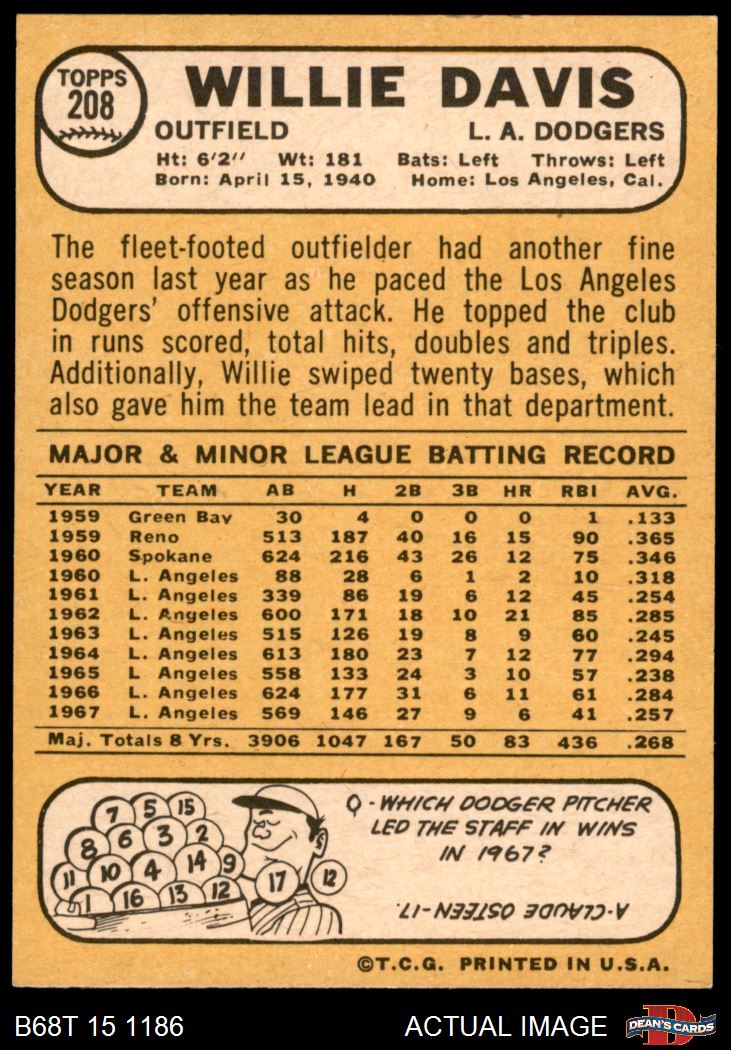 TOPPS
208
WILLIE DAVIS
OUTFIELD L. A. DODGERS
Ht: 6'2" Wt: 181 Bats: Left Throws: Left
Born: April 15, 1940 Home: Los Angeles, Cal.
The fleet-footed outfielder had another fine
season last year as he paced the Los Angeles
Dodgers' offensive attack. He topped the club
in runs scored, total hits, doubles and triples.
Additionally, Willie swiped twenty bases, which
also gave him the team lead in that department.
MAJOR & MINOR LEAGUE BATTING RECORD
YEAR TEAM AB H 2B 3B HR RBI AVG.
1959 Green Bay 30 4 0 0 0 1 .133
1959 Reno 513 187 40 16 15 90 .365
1960 Spokane 624 216 43 26 12 75 .346
1960 L. Angeles 88 28 6 1 2 10 .318
1961 L. Angeles 339 86 19 6 12 45 .254
1962 L. Angeles 600 171 18 10 21 85 .285
1963 L. Angeles 515 126 19 8 9 60 .245
1964 L. Angeles 613 180 23 7 12 77 .294
1965 L Angeles 558 133 24 3 10 57 .238
1966 L. Angeles 624 177 31 6 11 61 .284
1967 L. Angeles 569 146 27 9 6 41 .257
Maj. Totals 8 Yrs. 3906 1047 167 50 83 436 .268
7 5 15
8 6 3 2
11 10 4 14 9
1 16 13 12 17 12
Q-WHICH DODGER PITCHER
LED THE STAFF IN WINS
IN 1967?
A-CLAUDE OSTEEN-17.
©T.C.G. PRINTED IN U.S.A.
B68T 15 1186 ACTUAL IMAGE
D
DEAN'S CARDS